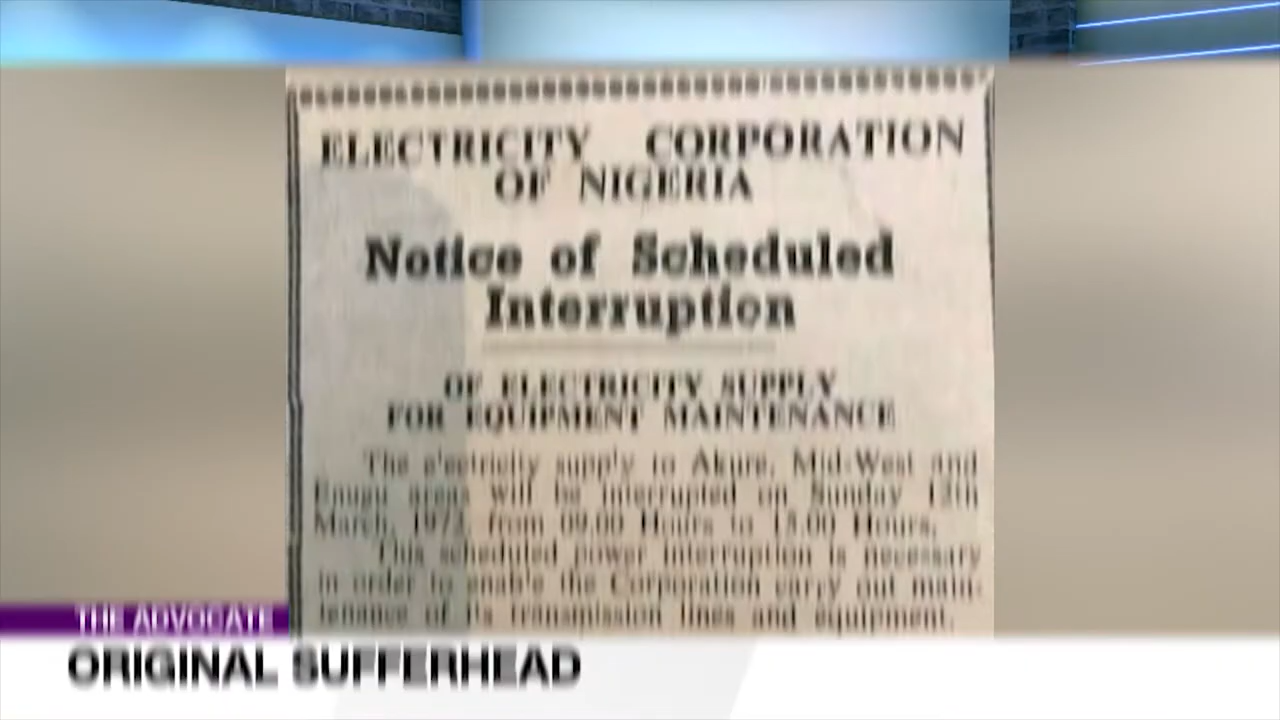 ELECTRICITY CORPORATION
OF NIGERIA
Notice of Scheduled
Interruption
OF ELECTRICITY SUPPLY
FOR EQUIPMENT MAINTENANCE
The electricity supply to Akure, Mid-West and
Enugu areas will be interrupted on Sunday 12th
March, 1972 from 09.00 Hours to 15.00 Hours.
This scheduled power interruption is necessary
in order to enable the Corporation carry out main-
tenance of its transmission lines and equipment.
THE ADVOCATE
ORIGINAL SUFFERHEAD